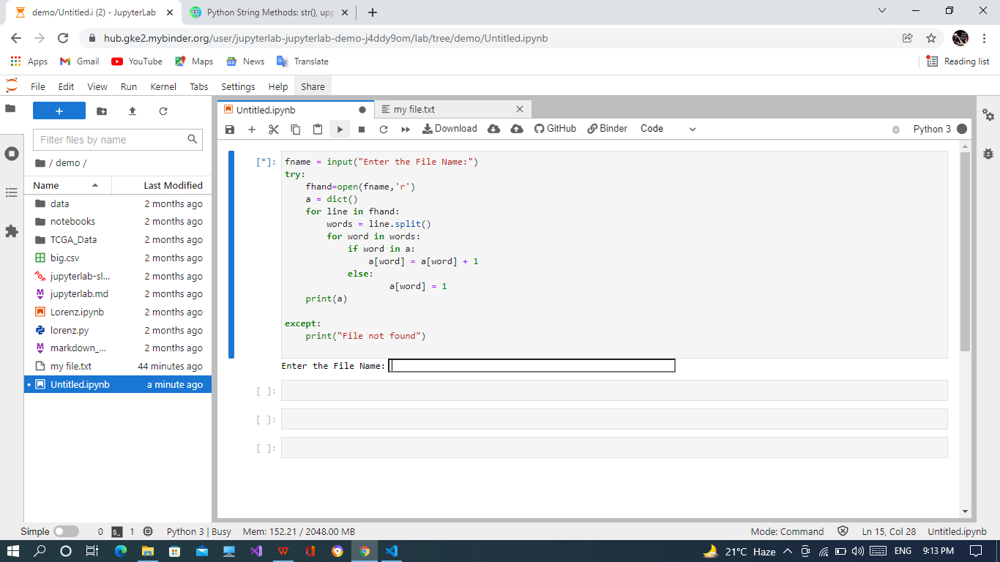 demo/Untitled.i (2) - JupyterLab
Python String Methods: str(), upp
hub.gke2.mybinder.org/user/jupyterlab-jupyterlab-demo-j4ddy9om/lab/tree/demo/Untitled.ipynb
Apps Gmail YouTube Maps News Translate Reading list
File Edit View Run Kernel Tabs Settings Help Share
+
Filter files by name
/ demo /
Name Last Modified
data 2 months ago
notebooks 2 months ago
TCGA_Data 2 months ago
big.csv 2 months ago
jupyterlab-sl... 2 months ago
jupyterlab.md 2 months ago
Lorenz.ipynb 2 months ago
lorenz.py 2 months ago
markdown_... 2 months ago
my file.txt 44 minutes ago
Untitled.ipynb a minute ago
Untitled.ipynb my file.txt
Download GitHub Binder Code Python 3
[*]: fname = input("Enter the File Name:")
try:
    fhand=open(fname,'r')
    a = dict()
    for line in fhand:
        words = line.split()
        for word in words:
            if word in a:
                a[word] = a[word] + 1
            else:
                    a[word] = 1
    print(a)
except:
    print("File not found")
Enter the File Name:
[ ]:
[ ]:
[ ]:
Simple 0 $_ 1 Python 3 | Busy Mem: 152.21 / 2048.00 MB Mode: Command Ln 15, Col 28 Untitled.ipynb
21°C Haze ENG 9:13 PM